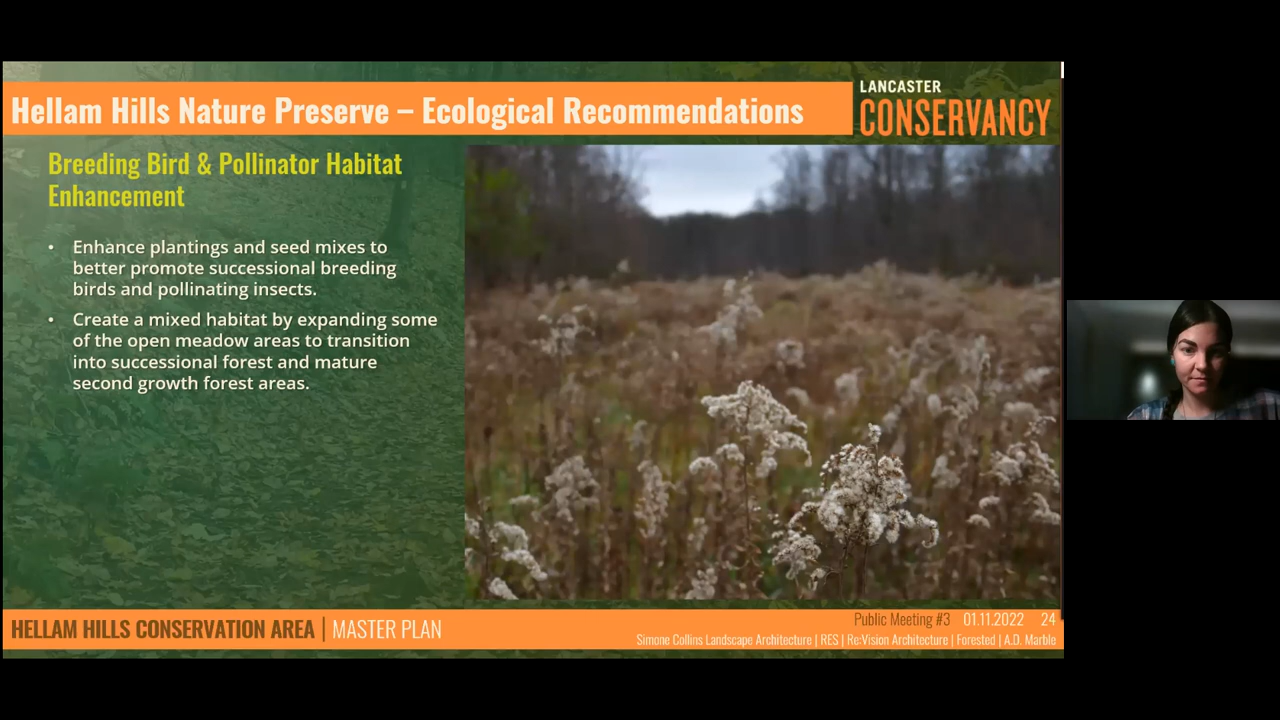 Hellam Hills Nature Preserve – Ecological Recommendations
LANCASTER
CONSERVANCY
Breeding Bird & Pollinator Habitat
Enhancement
• Enhance plantings and seed mixes to
better promote successional breeding
birds and pollinating insects.
• Create a mixed habitat by expanding some
of the open meadow areas to transition
into successional forest and mature
second growth forest areas.
HELLAM HILLS CONSERVATION AREA | MASTER PLAN
Public Meeting #3 01.11.2022 24
Simone Collins Landscape Architecture | RES | Re:Vision Architecture | Forested | A.D. Marble